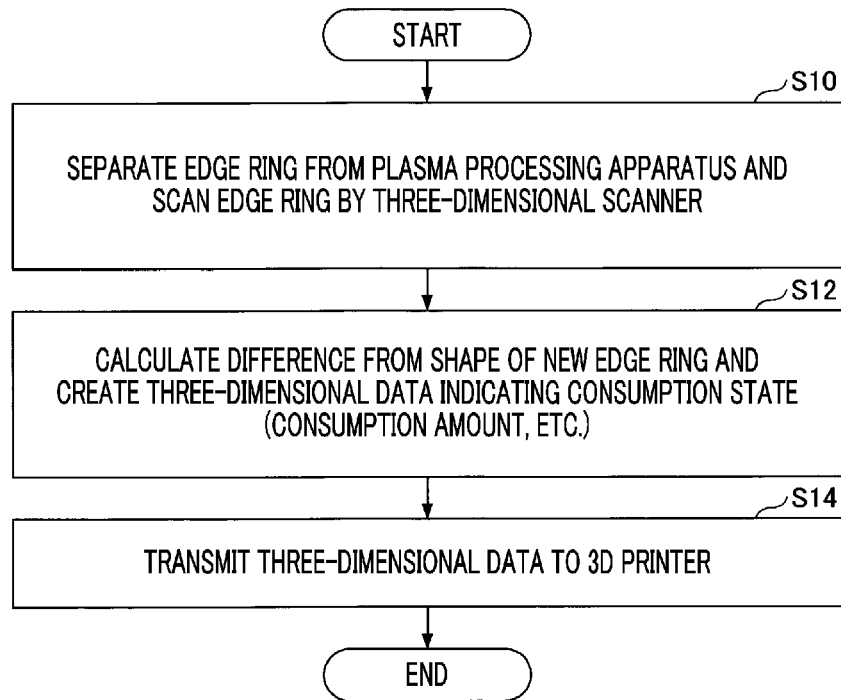 START
S10
SEPARATE EDGE RING FROM PLASMA PROCESSING APPARATUS AND
SCAN EDGE RING BY THREE-DIMENSIONAL SCANNER
S12
CALCULATE DIFFERENCE FROM SHAPE OF NEW EDGE RING AND
CREATE THREE-DIMENSIONAL DATA INDICATING CONSUMPTION STATE
(CONSUMPTION AMOUNT, ETC.)
S14
TRANSMIT THREE-DIMENSIONAL DATA TO 3D PRINTER
END